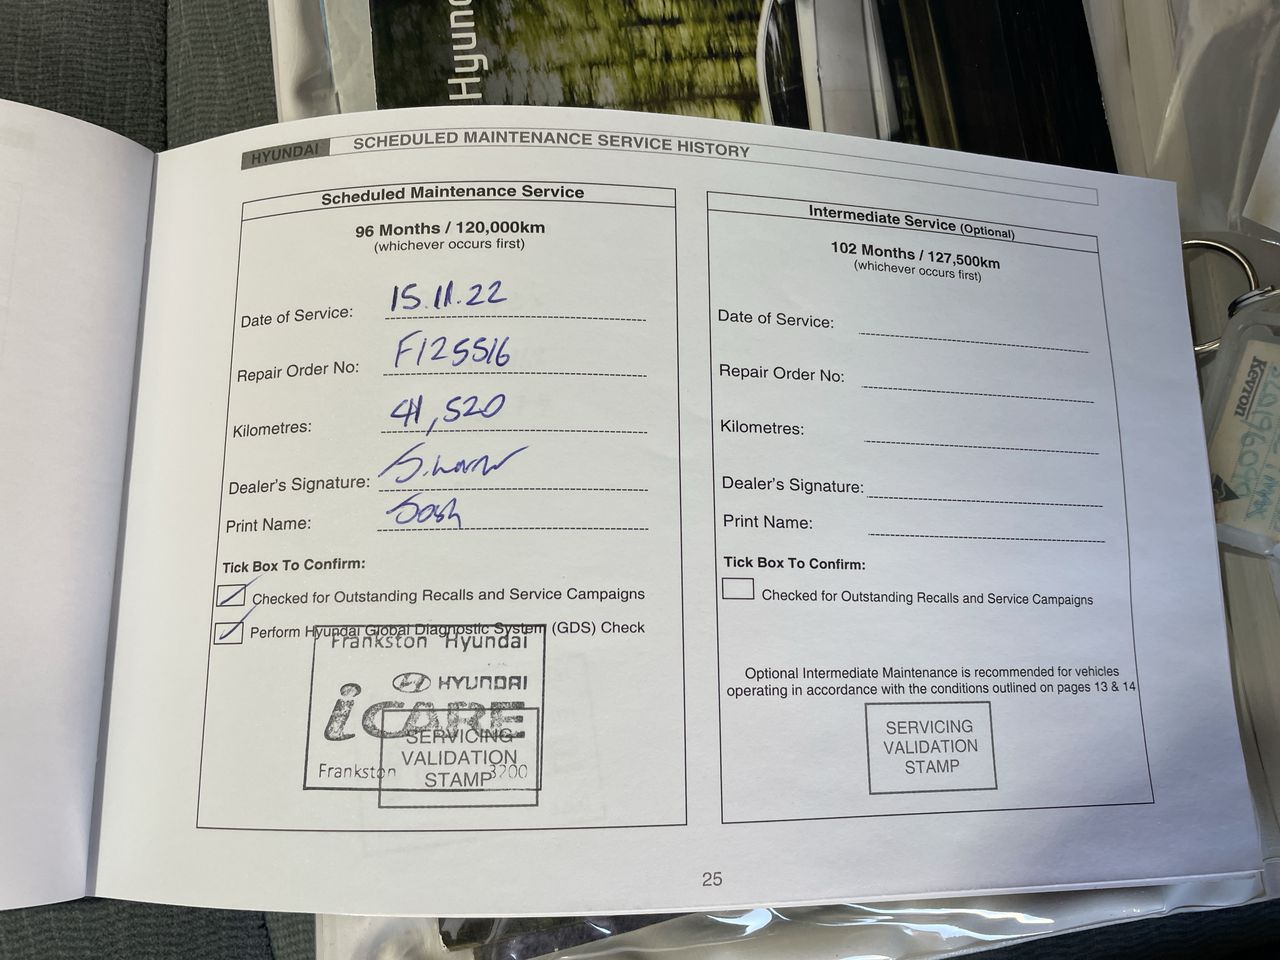 Hyund
HYUNDAI
SCHEDULED MAINTENANCE SERVICE HISTORY
Scheduled Maintenance Service
96 Months / 120,000km
(whichever occurs first)
Date of Service: 15.11.22
Repair Order No: F125516
Kilometres: 41,520
Dealer's Signature:
Print Name: Josh
Tick Box To Confirm:
Checked for Outstanding Recalls and Service Campaigns
Perform Hyundai Global Diagnostic System (GDS) Check
Frankston Hyundai
HYUNDAI
iCARE
Frankston 3200
SERVICING
VALIDATION
STAMP
Intermediate Service (Optional)
102 Months / 127,500km
(whichever occurs first)
Date of Service:
Repair Order No:
Kilometres:
Dealer's Signature:
Print Name:
Tick Box To Confirm:
Checked for Outstanding Recalls and Service Campaigns
Optional Intermediate Maintenance is recommended for vehicles
operating in accordance with the conditions outlined on pages 13 & 14
SERVICING
VALIDATION
STAMP
25
Kevron